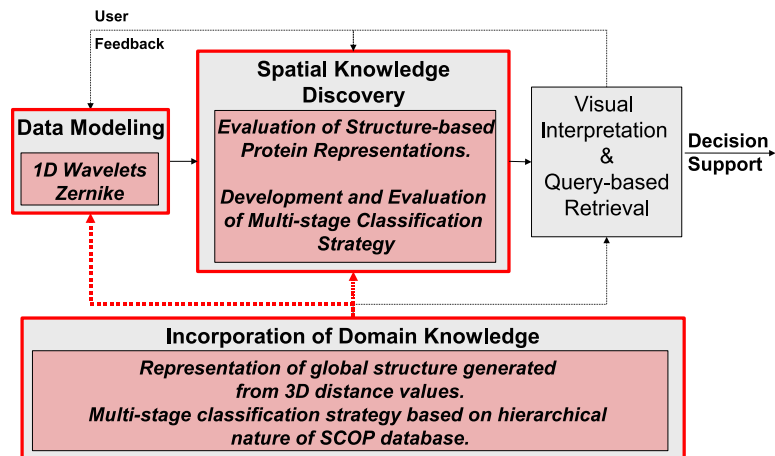 User
Feedback
Spatial Knowledge
Discovery
Evaluation of Structure-based
Protein Representations.
Development and Evaluation
of Multi-stage Classification
Strategy
Data Modeling
1D Wavelets
Zernike
Visual
Interpretation
&
Query-based
Retrieval
Decision
Support
Incorporation of Domain Knowledge
Representation of global structure generated
from 3D distance values.
Multi-stage classification strategy based on hierarchical
nature of SCOP database.